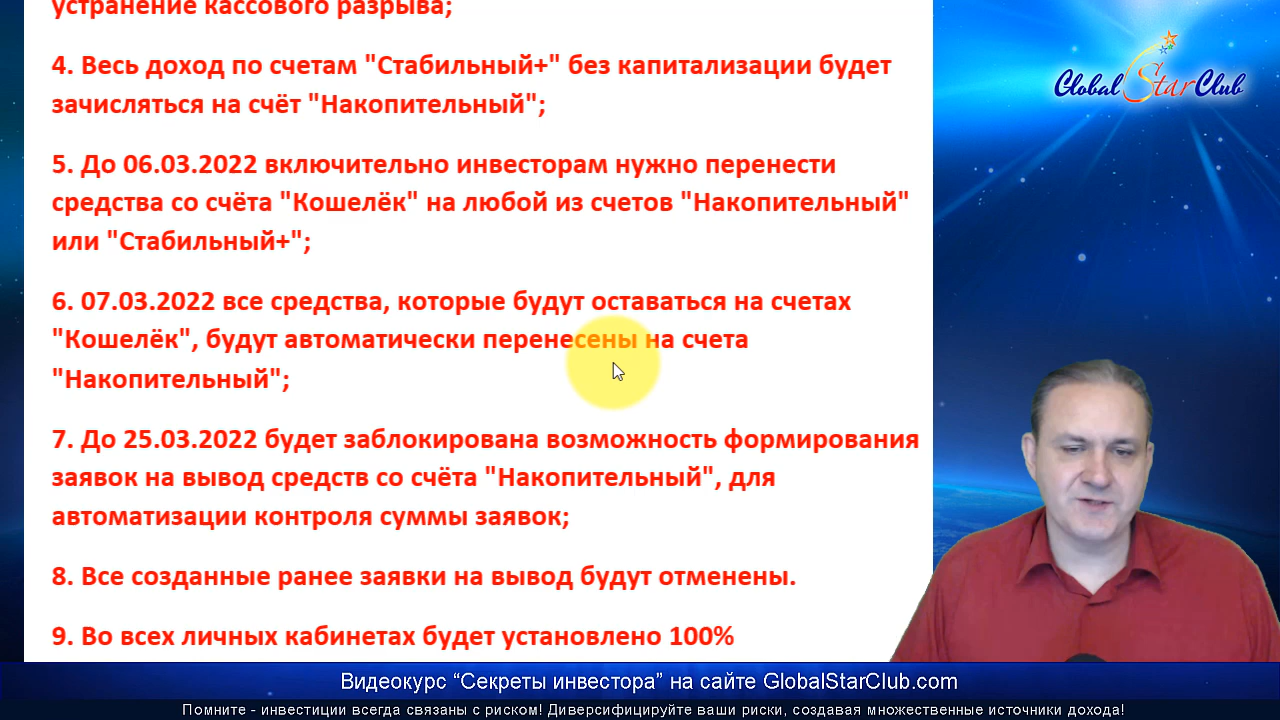 устранение кассового разрыва;
4. Весь доход по счетам "Стабильный+" без капитализации будет
зачисляться на счёт "Накопительный";
5. До 06.03.2022 включительно инвесторам нужно перенести
средства со счёта "Кошелёк" на любой из счетов "Накопительный"
или "Стабильный+";
6. 07.03.2022 все средства, которые будут оставаться на счетах
"Кошелёк", будут автоматически перенесены на счета
"Накопительный";
7. До 25.03.2022 будет заблокирована возможность формирования
заявок на вывод средств со счёта "Накопительный", для
автоматизации контроля суммы заявок;
8. Все созданные ранее заявки на вывод будут отменены.
9. Во всех личных кабинетах будет установлено 100%
Global Star Club
Видеокурс “Секреты инвестора” на сайте GlobalStarClub.com
Помните - инвестиции всегда связаны с риском! Диверсифицируйте ваши риски, создавая множественные источники дохода!